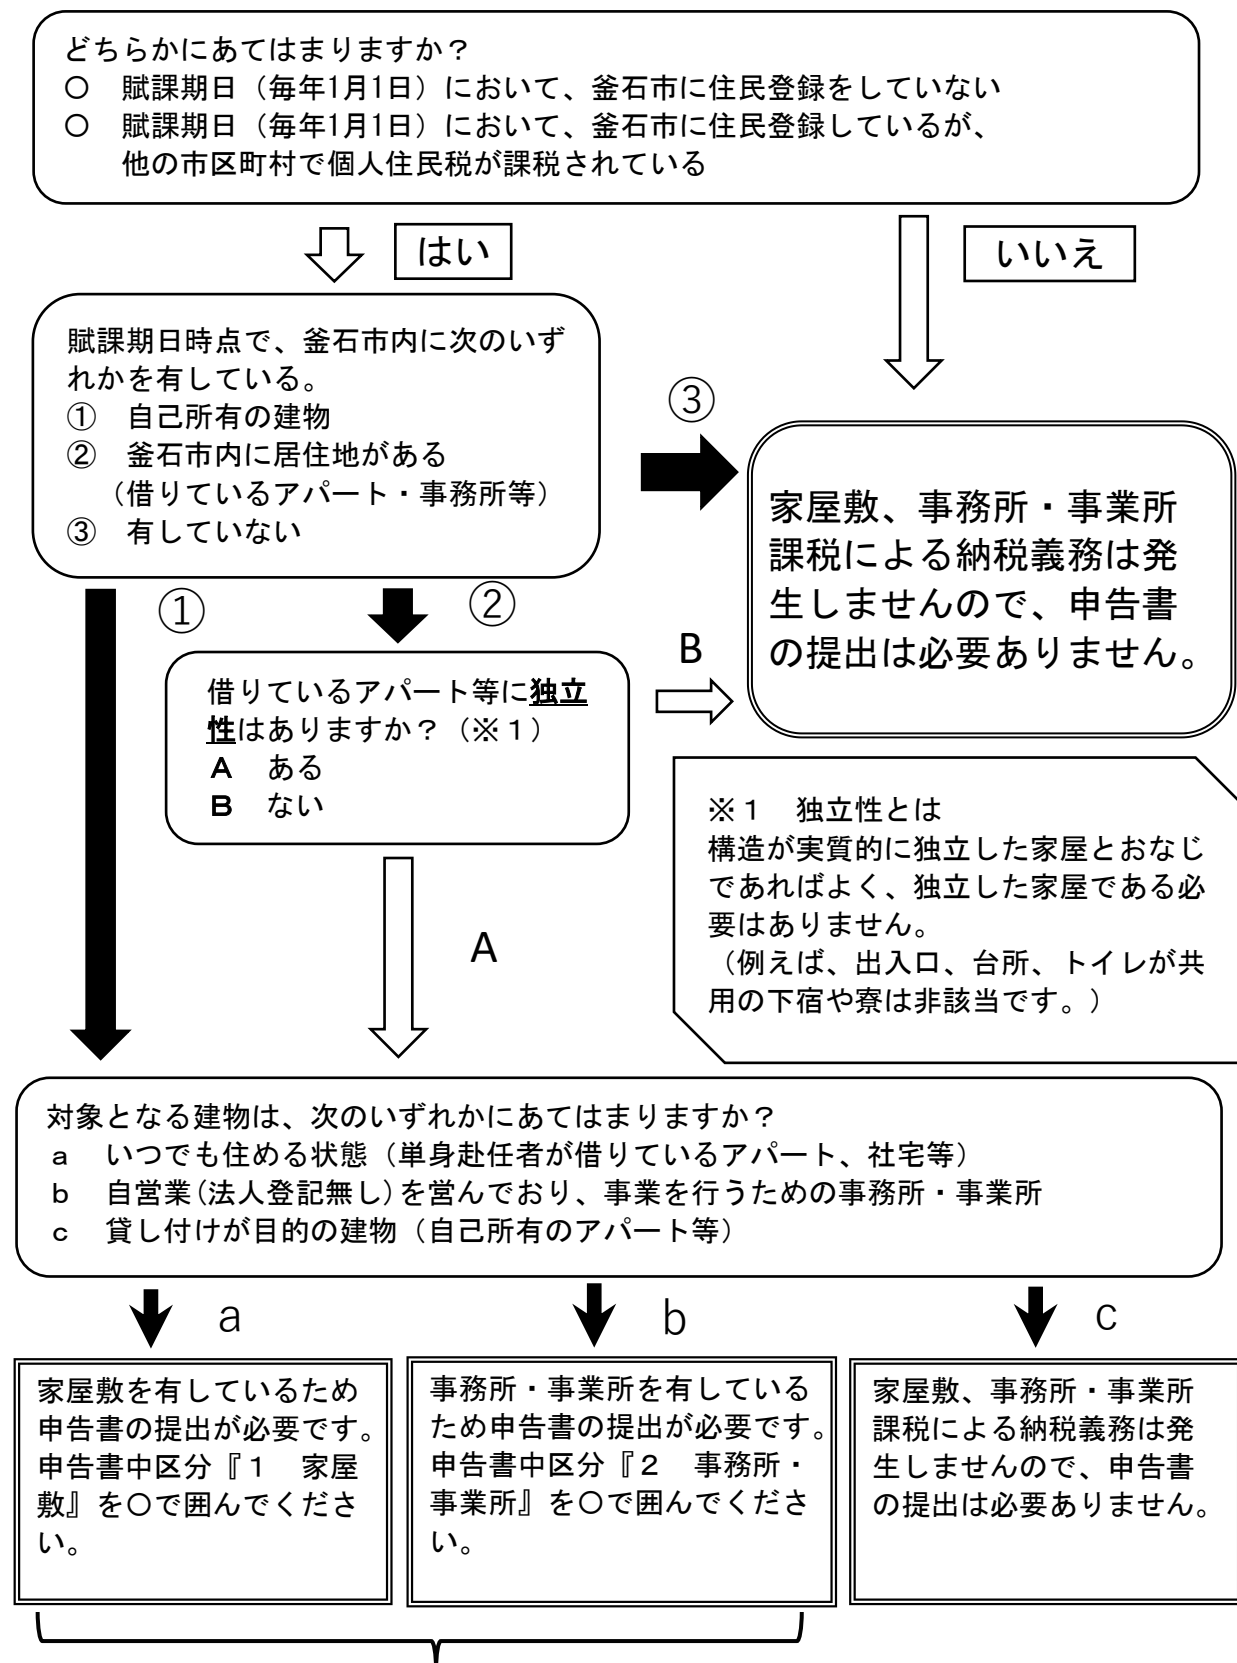 どちらかにあてはまりますか？
○　賦課期日（毎年1月1日）において、釜石市に住民登録をしていない
○　賦課期日（毎年1月1日）において、釜石市に住民登録しているが、
他の市区町村で個人住民税が課税されている
はい
いいえ
賦課期日時点で、釜石市内に次のいず
れかを有している。
①　自己所有の建物
②　釜石市内に居住地がある
（借りているアパート・事務所等）
③　有していない
③
家屋敷、事務所・事業所
課税による納税義務は発
生しませんので、申告書
の提出は必要ありません。
①
②
借りているアパート等に独立
性はありますか？（※１）
Ａ　ある
Ｂ　ない
B
※１　独立性とは
構造が実質的に独立した家屋とおなじ
であればよく、独立した家屋である必
要はありません。
（例えば、出入口、台所、トイレが共
用の下宿や寮は非該当です。）
A
対象となる建物は、次のいずれかにあてはまりますか？
ａ　いつでも住める状態（単身赴任者が借りているアパート、社宅等）
ｂ　自営業(法人登記無し)を営んでおり、事業を行うための事務所・事業所
ｃ　貸し付けが目的の建物（自己所有のアパート等）
a
b
c
家屋敷を有しているため
申告書の提出が必要です。
申告書中区分『１　家屋
敷』を○で囲んでくださ
い。
事務所・事業所を有している
ため申告書の提出が必要です。
申告書中区分『２　事務所・
事業所』を○で囲んでくださ
い。
家屋敷、事務所・事業所
課税による納税義務は発
生しませんので、申告書
の提出は必要ありません。